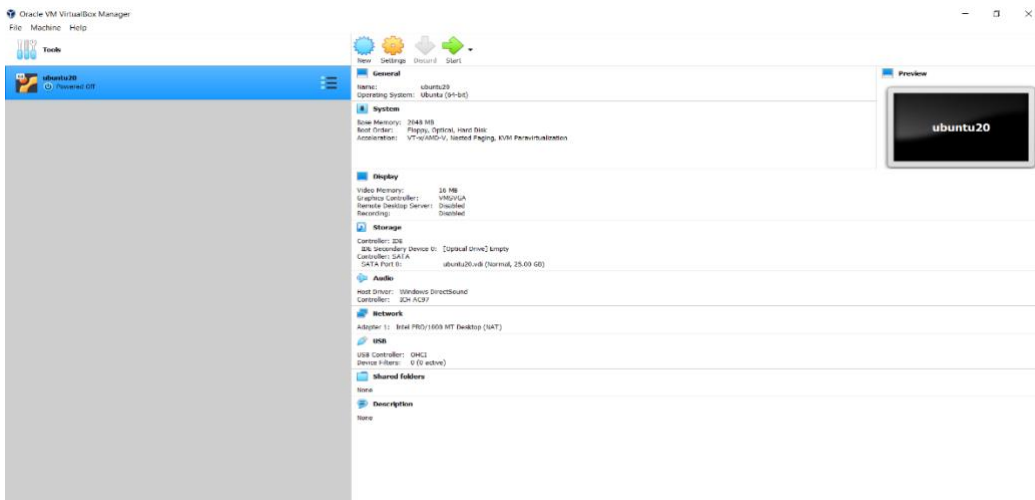 Oracle VM VirtualBox Manager
File Machine Help
Tools
New Settings Discard Start
ubuntu20
Powered Off
General
Name: ubuntu20
Operating System: Ubuntu (64-bit)
Preview
ubuntu20
System
Base Memory: 2048 MB
Boot Order: Floppy, Optical, Hard Disk
Acceleration: VT-x/AMD-V, Nested Paging, KVM Paravirtualization
Display
Video Memory: 16 MB
Graphics Controller: VMSVGA
Remote Desktop Server: Disabled
Recording: Disabled
Storage
Controller: IDE
IDE Secondary Device 0: [Optical Drive] Empty
Controller: SATA
SATA Port 0: ubuntu20.vdi (Normal, 25.00 GB)
Audio
Host Driver: Windows DirectSound
Controller: ICH AC97
Network
Adapter 1: Intel PRO/1000 MT Desktop (NAT)
USB
USB Controller: OHCI
Device Filters: 0 (0 active)
Shared folders
None
Description
None